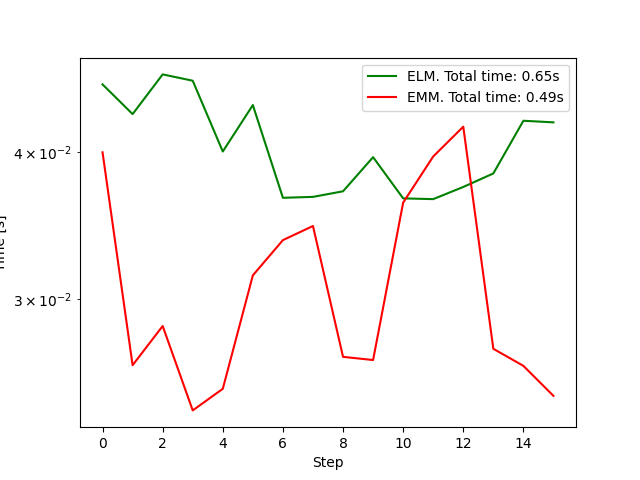 ELM. Total time: 0.65s
EMM. Total time: 0.49s
4 × 10⁻²
3 × 10⁻²
Time [s]
0 2 4 6 8 10 12 14
Step